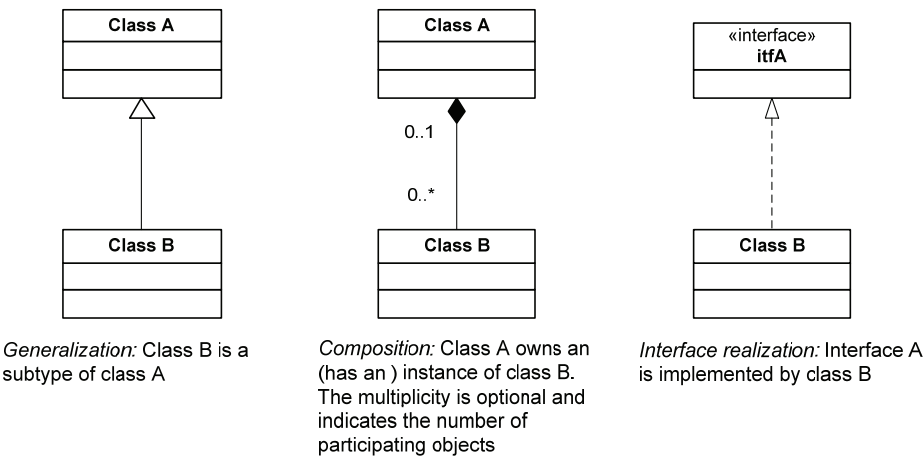 Class A
Class B
Generalization: Class B is a
subtype of class A
Class A
0..1
0..*
Class B
Composition: Class A owns an
(has an ) instance of class B.
The multiplicity is optional and
indicates the number of
participating objects
«interface»
itfA
Class B
Interface realization: Interface A
is implemented by class B